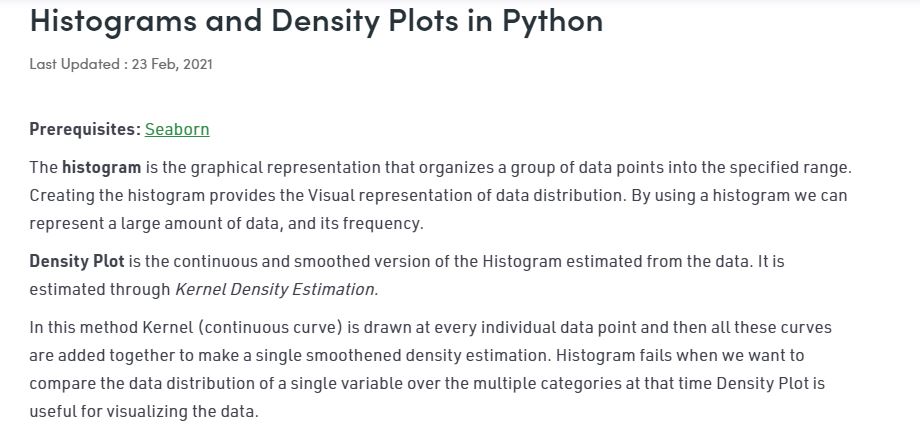 Histograms and Density Plots in Python
Last Updated : 23 Feb, 2021
Prerequisites: Seaborn
The histogram is the graphical representation that organizes a group of data points into the specified range.
Creating the histogram provides the Visual representation of data distribution. By using a histogram we can
represent a large amount of data, and its frequency.
Density Plot is the continuous and smoothed version of the Histogram estimated from the data. It is
estimated through Kernel Density Estimation.
In this method Kernel (continuous curve) is drawn at every individual data point and then all these curves
are added together to make a single smoothened density estimation. Histogram fails when we want to
compare the data distribution of a single variable over the multiple categories at that time Density Plot is
useful for visualizing the data.